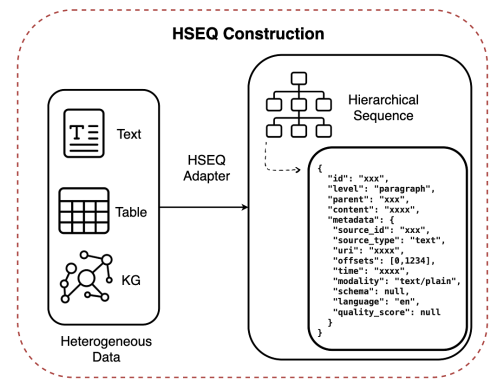 HSEQ Construction
T
Text
Table
KG
Heterogeneous
Data
HSEQ
Adapter
Hierarchical
Sequence
{
"id": "xxx",
"level": "paragraph",
"parent": "xxx",
"content": "xxxx",
"metadata": {
"source_id": "xxx",
"source_type": "text",
"uri": "xxxx",
"offsets": [0,1234],
"time": "xxxx",
"modality": "text/plain",
"schema": null,
"language": "en",
"quality_score": null
}
}